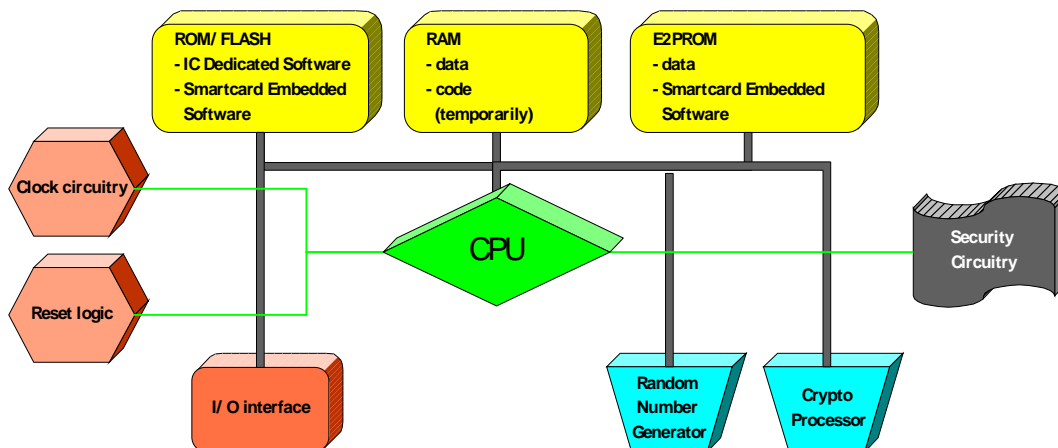 ROM/ FLASH
- IC Dedicated Software
- Smartcard Embedded
Software
RAM
- data
- code
(temporarily)
E2PROM
- data
- Smartcard Embedded
Software
Clock circuitry
CPU
Security
Circuitry
Reset logic
I/ O interface
Random
Number
Generator
Crypto
Processor